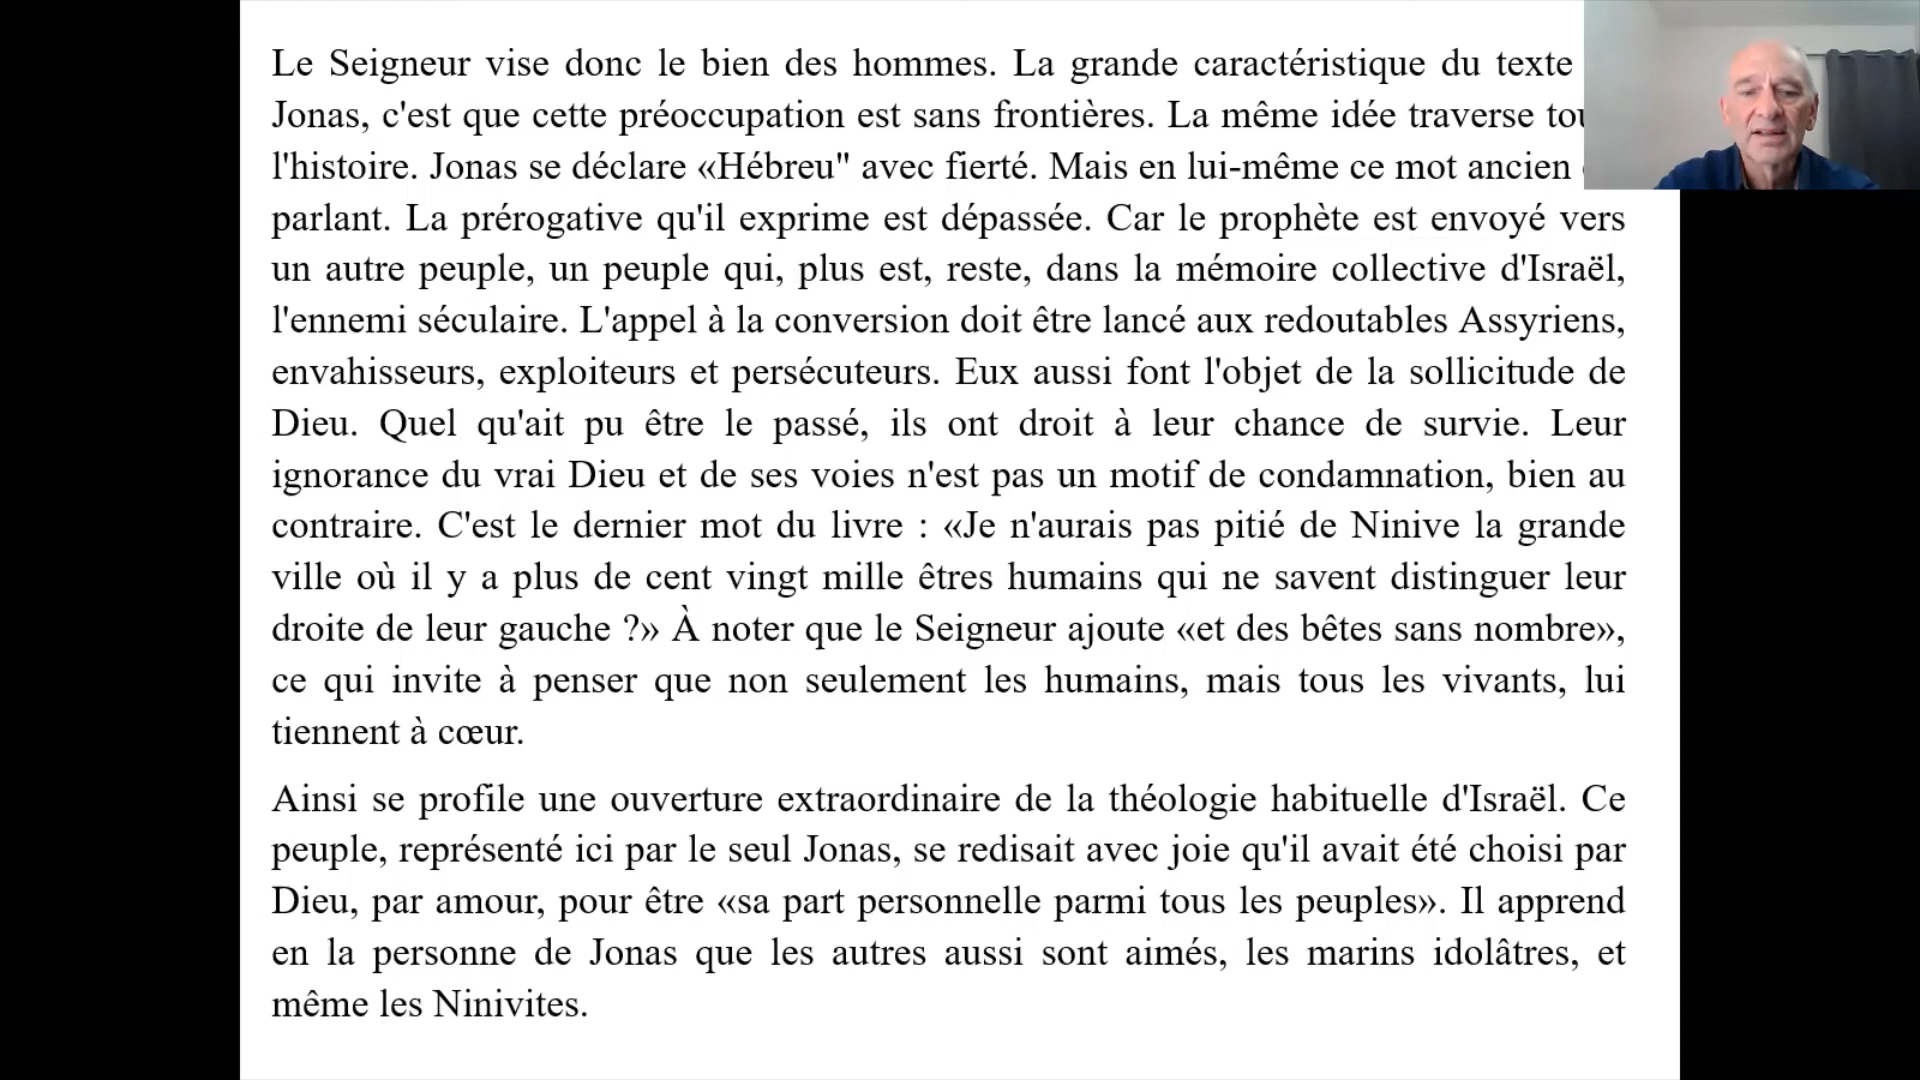 Le Seigneur vise donc le bien des hommes. La grande caractéristique du texte
Jonas, c'est que cette préoccupation est sans frontières. La même idée traverse
l'histoire. Jonas se déclare «Hébreu" avec fierté. Mais en lui-même ce mot ancien
parlant. La prérogative qu'il exprime est dépassée. Car le prophète est envoyé vers
un autre peuple, un peuple qui, plus est, reste, dans la mémoire collective d'Israël,
l'ennemi séculaire. L'appel à la conversion doit être lancé aux redoutables Assyriens,
envahisseurs, exploiteurs et persécuteurs. Eux aussi font l'objet de la sollicitude de
Dieu. Quel qu'ait pu être le passé, ils ont droit à leur chance de survie. Leur
ignorance du vrai Dieu et de ses voies n'est pas un motif de condamnation, bien au
contraire. C'est le dernier mot du livre : «Je n'aurais pas pitié de Ninive la grande
ville où il y a plus de cent vingt mille êtres humains qui ne savent distinguer leur
droite de leur gauche ?» À noter que le Seigneur ajoute «et des bêtes sans nombre»,
ce qui invite à penser que non seulement les humains, mais tous les vivants, lui
tiennent à cœur.
Ainsi se profile une ouverture extraordinaire de la théologie habituelle d'Israël. Ce
peuple, représenté ici par le seul Jonas, se redisait avec joie qu'il avait été choisi par
Dieu, par amour, pour être «sa part personnelle parmi tous les peuples». Il apprend
en la personne de Jonas que les autres aussi sont aimés, les marins idolâtres, et
même les Ninivites.